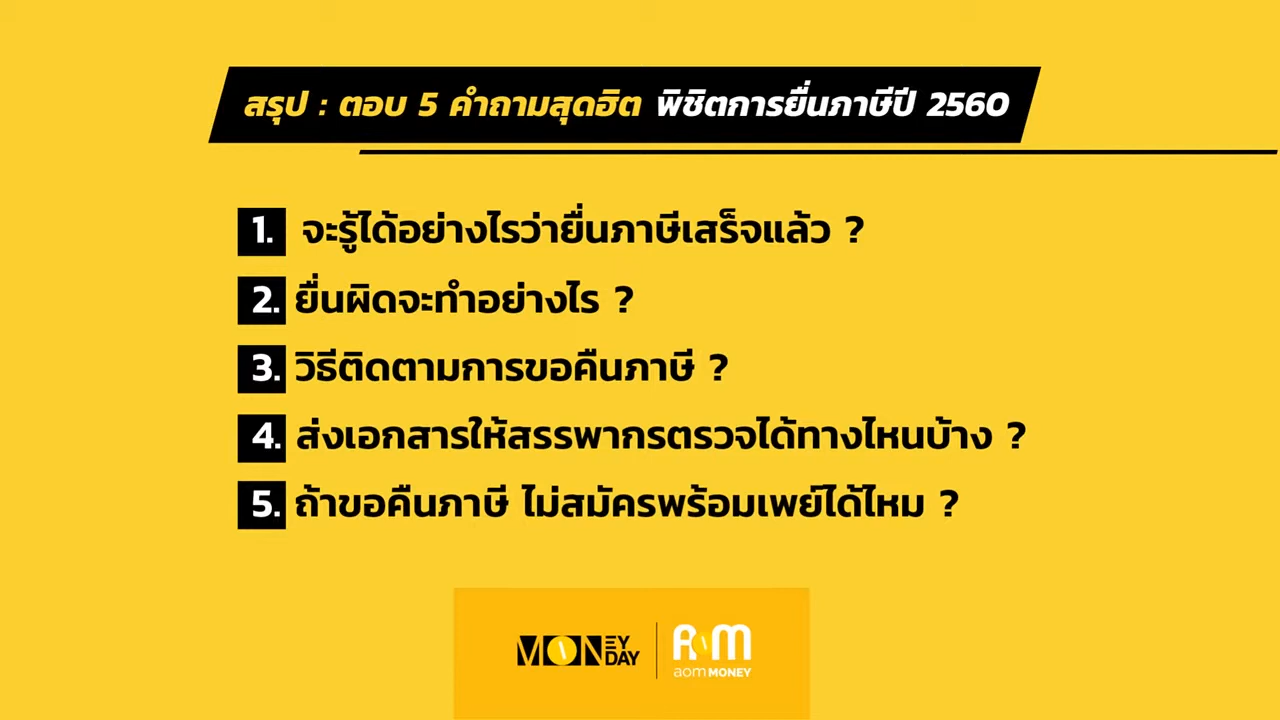 สรุป : ตอบ 5 คำถามสุดฮิต พิชิตการยื่นภาษีปี 2560
1. จะรู้ได้อย่างไรว่ายื่นภาษีเสร็จแล้ว ?
2. ยื่นผิดจะทำอย่างไร ?
3. วิธีติดตามการขอคืนภาษี ?
4. ส่งเอกสารให้สรรพากรตรวจได้ทางไหนบ้าง ?
5. ถ้าขอคืนภาษี ไม่สมัครพร้อมเพย์ได้ไหม ?
MONEY DAY
AOM
aomMONEY